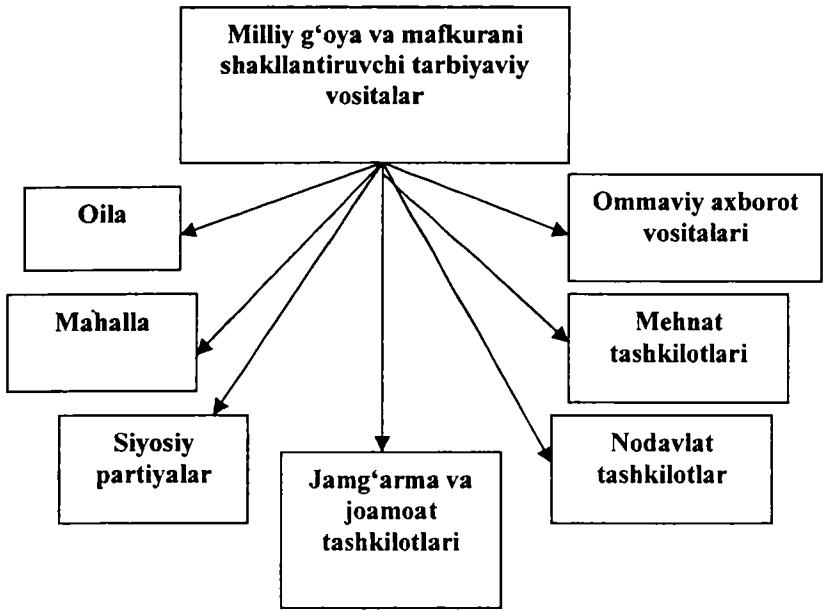 Milliy g‘oya va mafkurani
shakllantiruvchi tarbiyaviy
vositalar
Oila
Ommaviy axborot
vositalari
Mahalla
Mehnat
tashkilotlari
Siyosiy
partiyalar
Jamg‘arma va
joamoat
tashkilotlari
Nodavlat
tashkilotlar